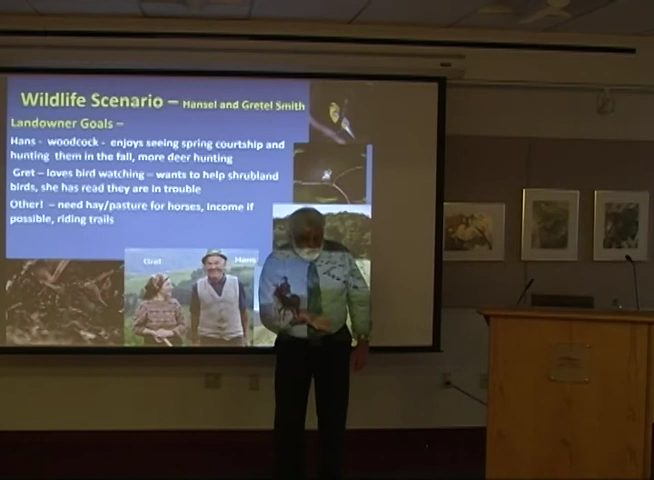 Wildlife Scenario – Hansel and Gretel Smith
Landowner Goals –
Hans - woodcock - enjoys seeing spring courtship and
hunting them in the fall, more deer hunting
Gret – loves bird watching – wants to help shrubland
birds, she has read they are in trouble
Other! – need hay/pasture for horses, income if
possible, riding trails
Gret
Hans